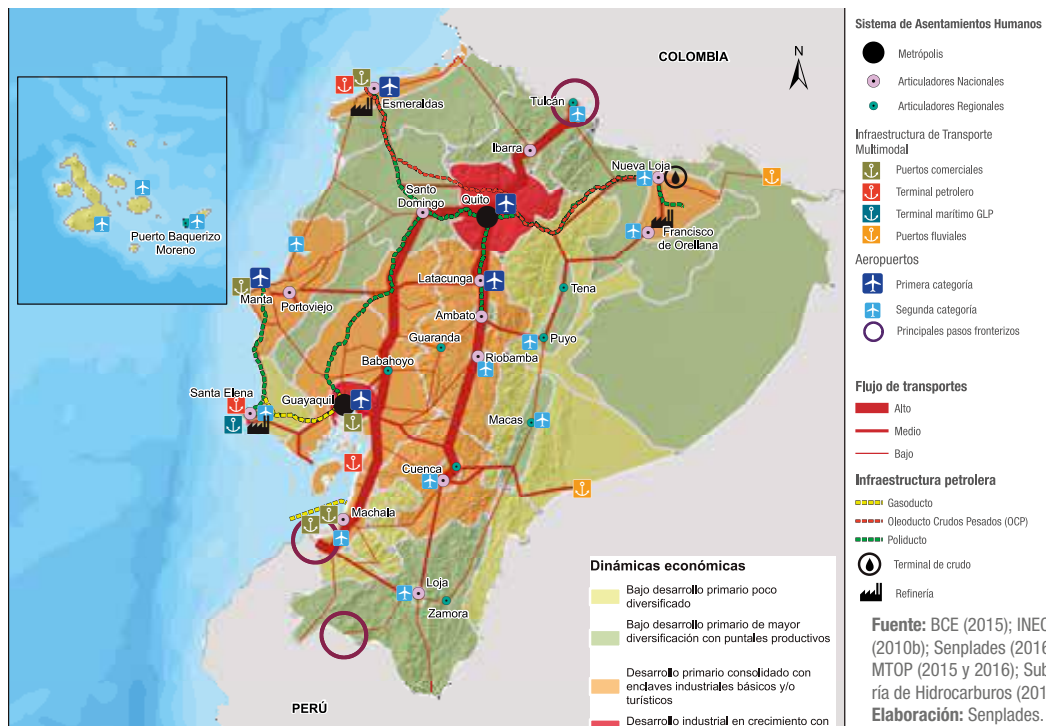 COLOMBIA
N
Esmeraldas
Tulcán
Ibarra
Nueva Loja
Santo
Domingo
Quito
Francisco
de Orellana
Puerto Baquerizo
Moreno
Latacunga
Tena
Manta
Portoviejo
Ambato
Guaranda
Puyo
Riobamba
Babahoyo
Santa Elena
Guayaquil
Macas
Cuenca
Machala
Loja
Zamora
PERÚ
Dinámicas económicas
Bajo desarrollo primario poco
diversificado
Bajo desarrollo primario de mayor
diversificación con puntales productivos
Desarrollo primario consolidado con
enclaves industriales básicos y/o
turísticos
Desarrollo industrial en crecimiento con
Sistema de Asentamientos Humanos
Metrópolis
Articuladores Nacionales
Articuladores Regionales
Infraestructura de Transporte
Multimodal
Puertos comerciales
Terminal petrolero
Terminal marítimo GLP
Puertos fluviales
Aeropuertos
Primera categoría
Segunda categoría
Principales pasos fronterizos
Flujo de transportes
Alto
Medio
Bajo
Infraestructura petrolera
Gasoducto
Oleoducto Crudos Pesados (OCP)
Poliducto
Terminal de crudo
Refinería
Fuente: BCE (2015); INEC
(2010b); Senplades (2016
MTOP (2015 y 2016); Sub
ría de Hidrocarburos (201
Elaboración: Senplades.